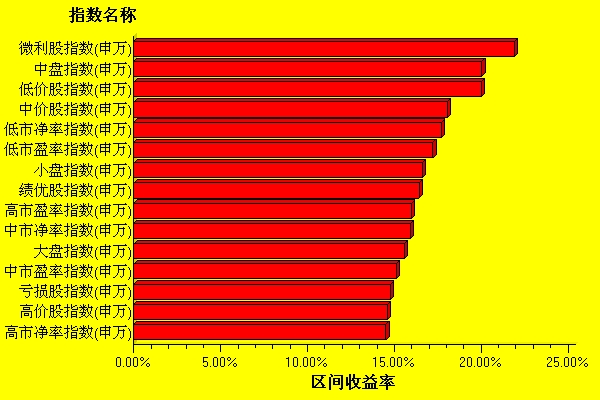 指数名称
微利股指数(申万)
中盘指数(申万)
低价股指数(申万)
中价股指数(申万)
低市净率指数(申万)
低市盈率指数(申万)
小盘指数(申万)
绩优股指数(申万)
高市盈率指数(申万)
中市净率指数(申万)
大盘指数(申万)
中市盈率指数(申万)
亏损股指数(申万)
高价股指数(申万)
高市净率指数(申万)
0.00% 5.00% 10.00% 15.00% 20.00% 25.00%
区间收益率